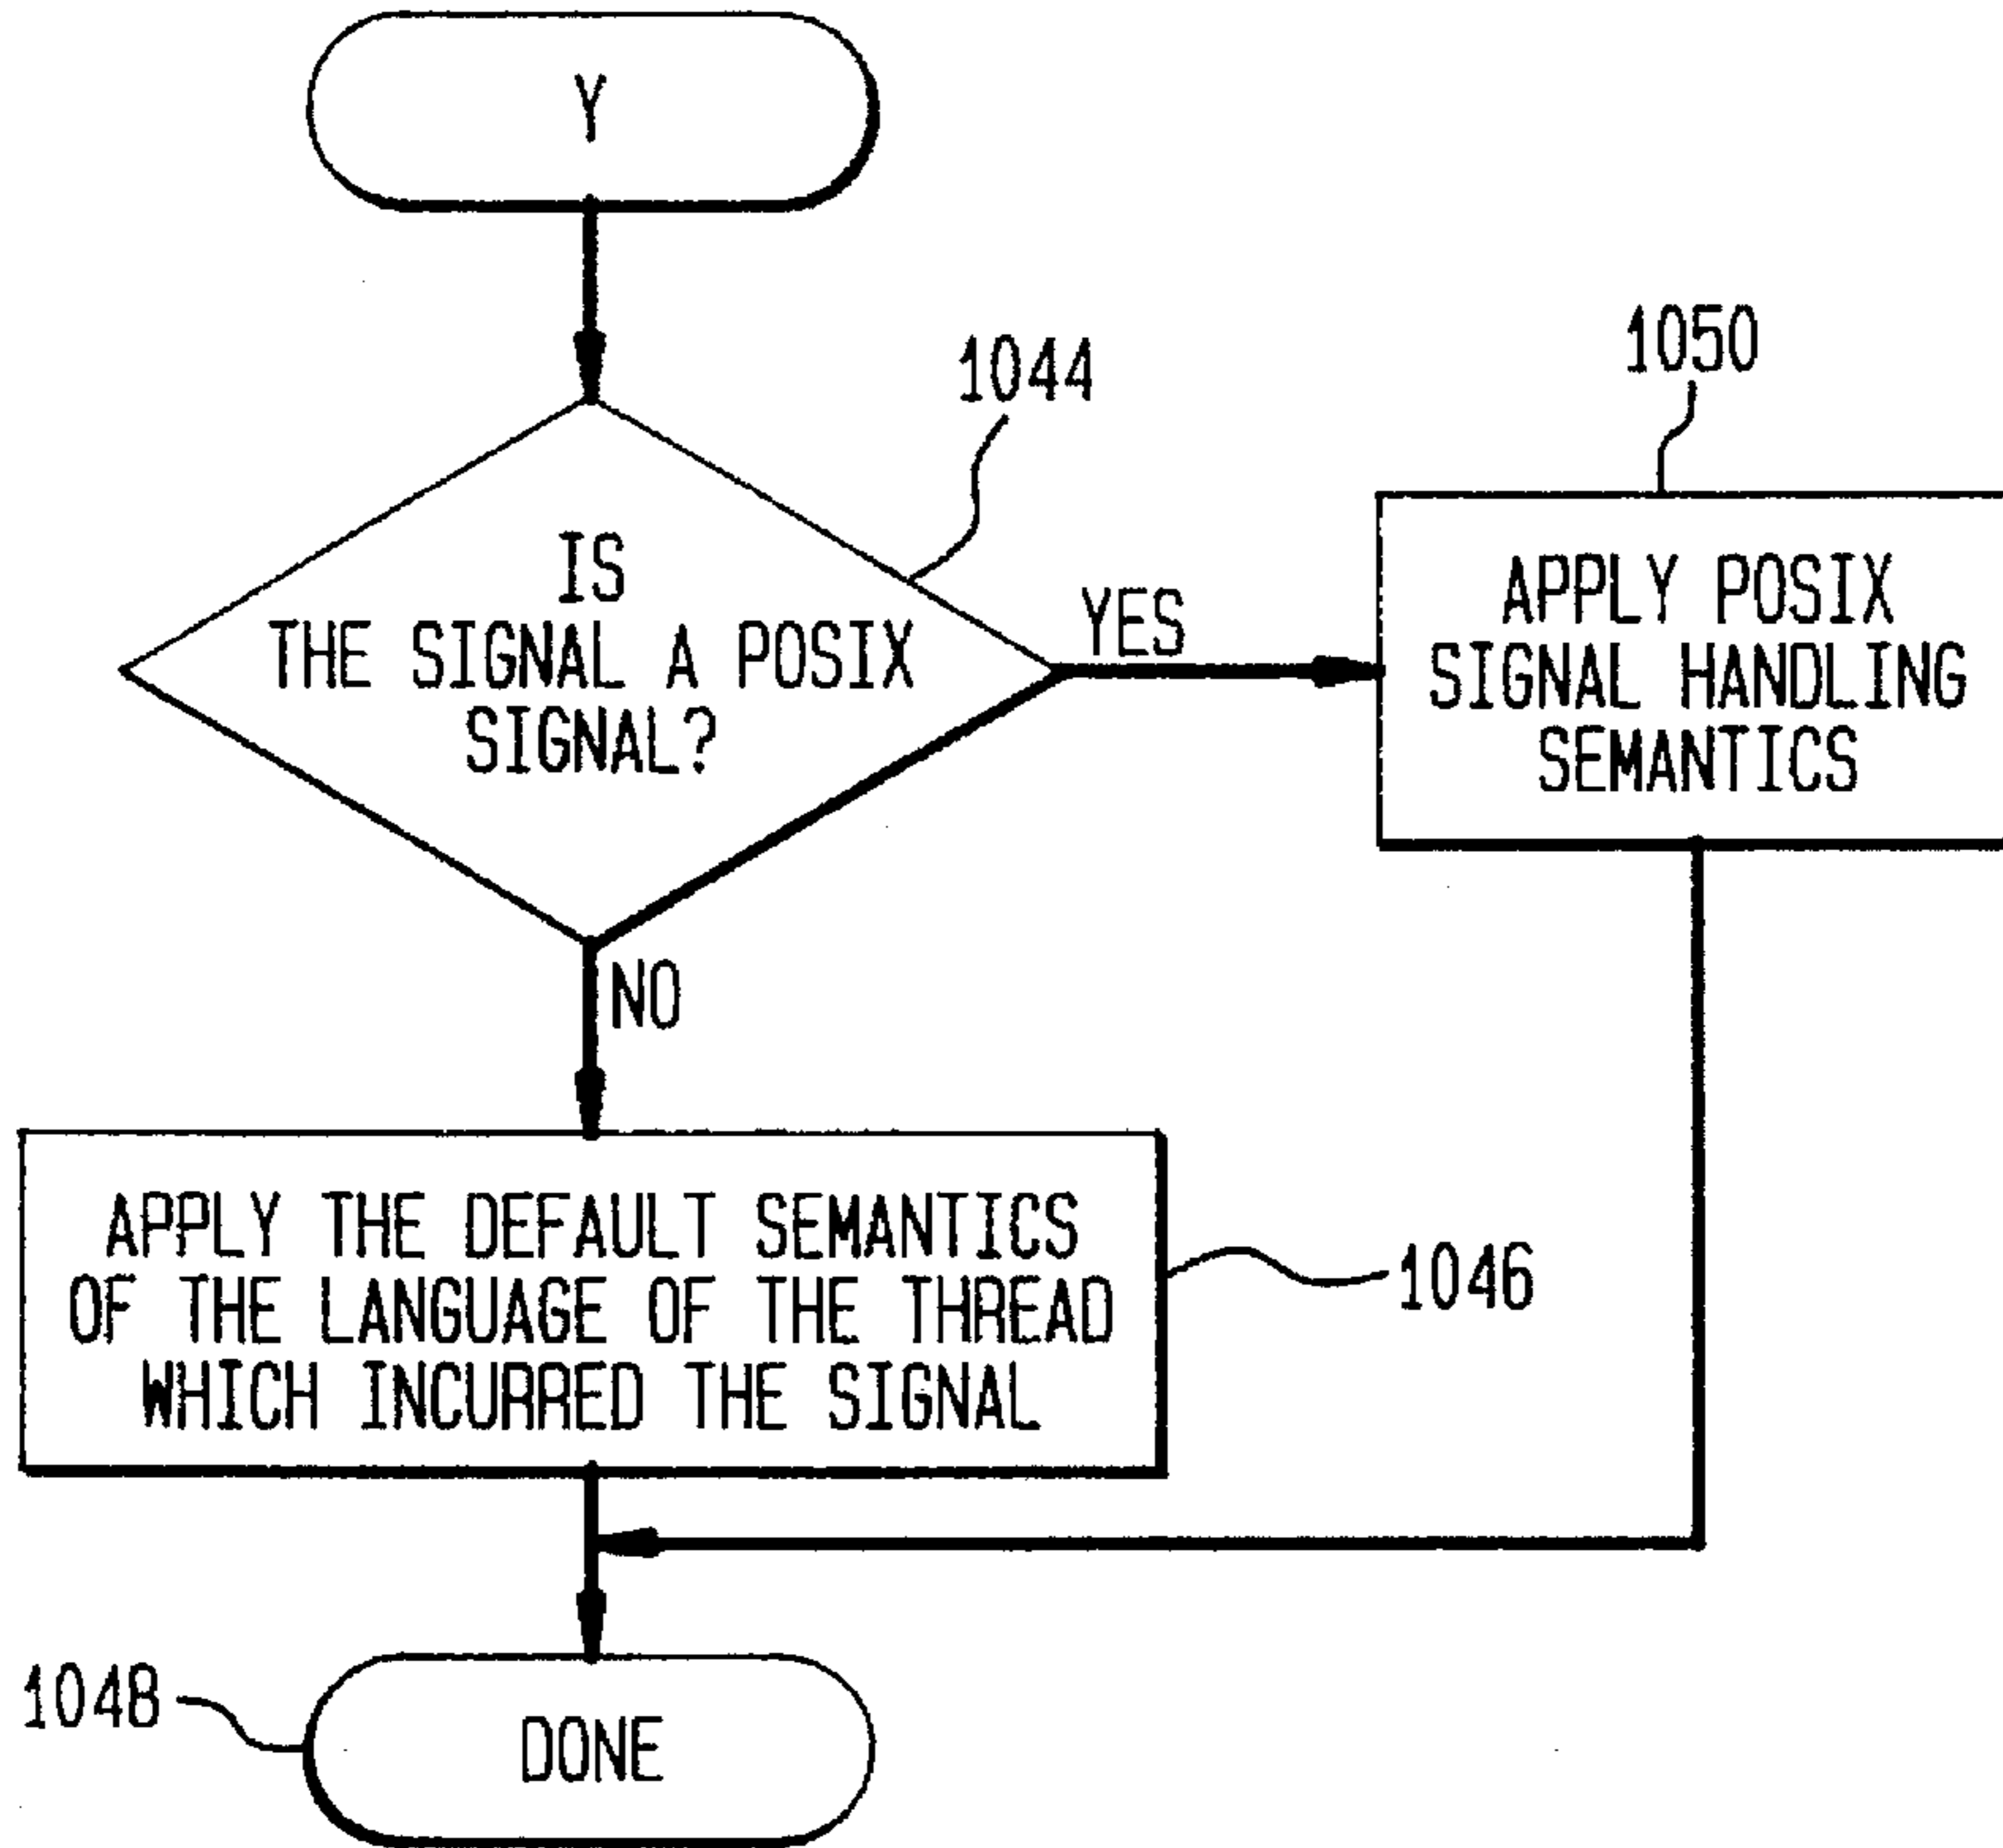 Y
1044
1050
IS
THE SIGNAL A POSIX
SIGNAL?
YES
APPLY POSIX
SIGNAL HANDLING
SEMANTICS
NO
APPLY THE DEFAULT SEMANTICS
OF THE LANGUAGE OF THE THREAD
WHICH INCURRED THE SIGNAL
1046
1048
DONE